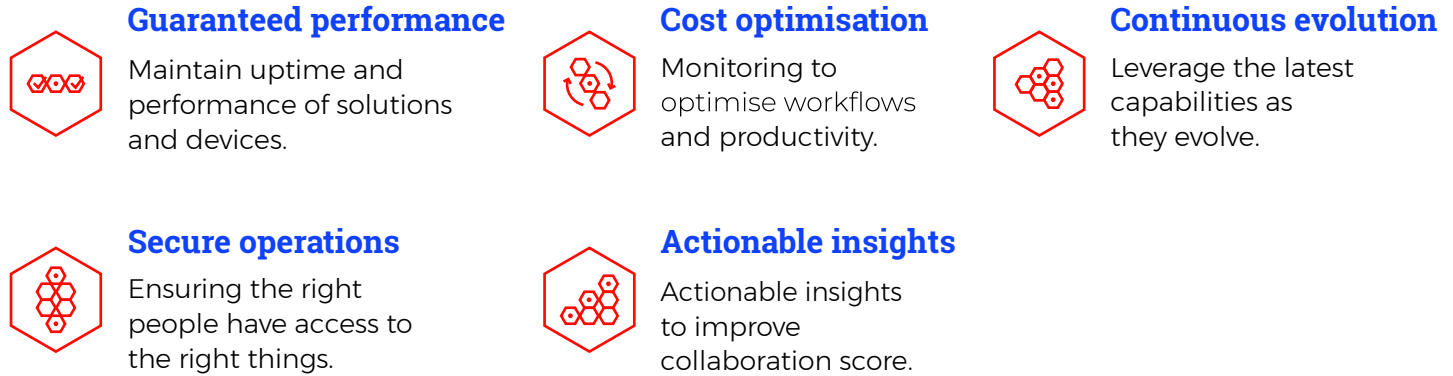 Guaranteed performance
Maintain uptime and
performance of solutions
and devices.
Cost optimisation
Monitoring to
optimise workflows
and productivity.
Continuous evolution
Leverage the latest
capabilities as
they evolve.
Secure operations
Ensuring the right
people have access to
the right things.
Actionable insights
Actionable insights
to improve
collaboration score.